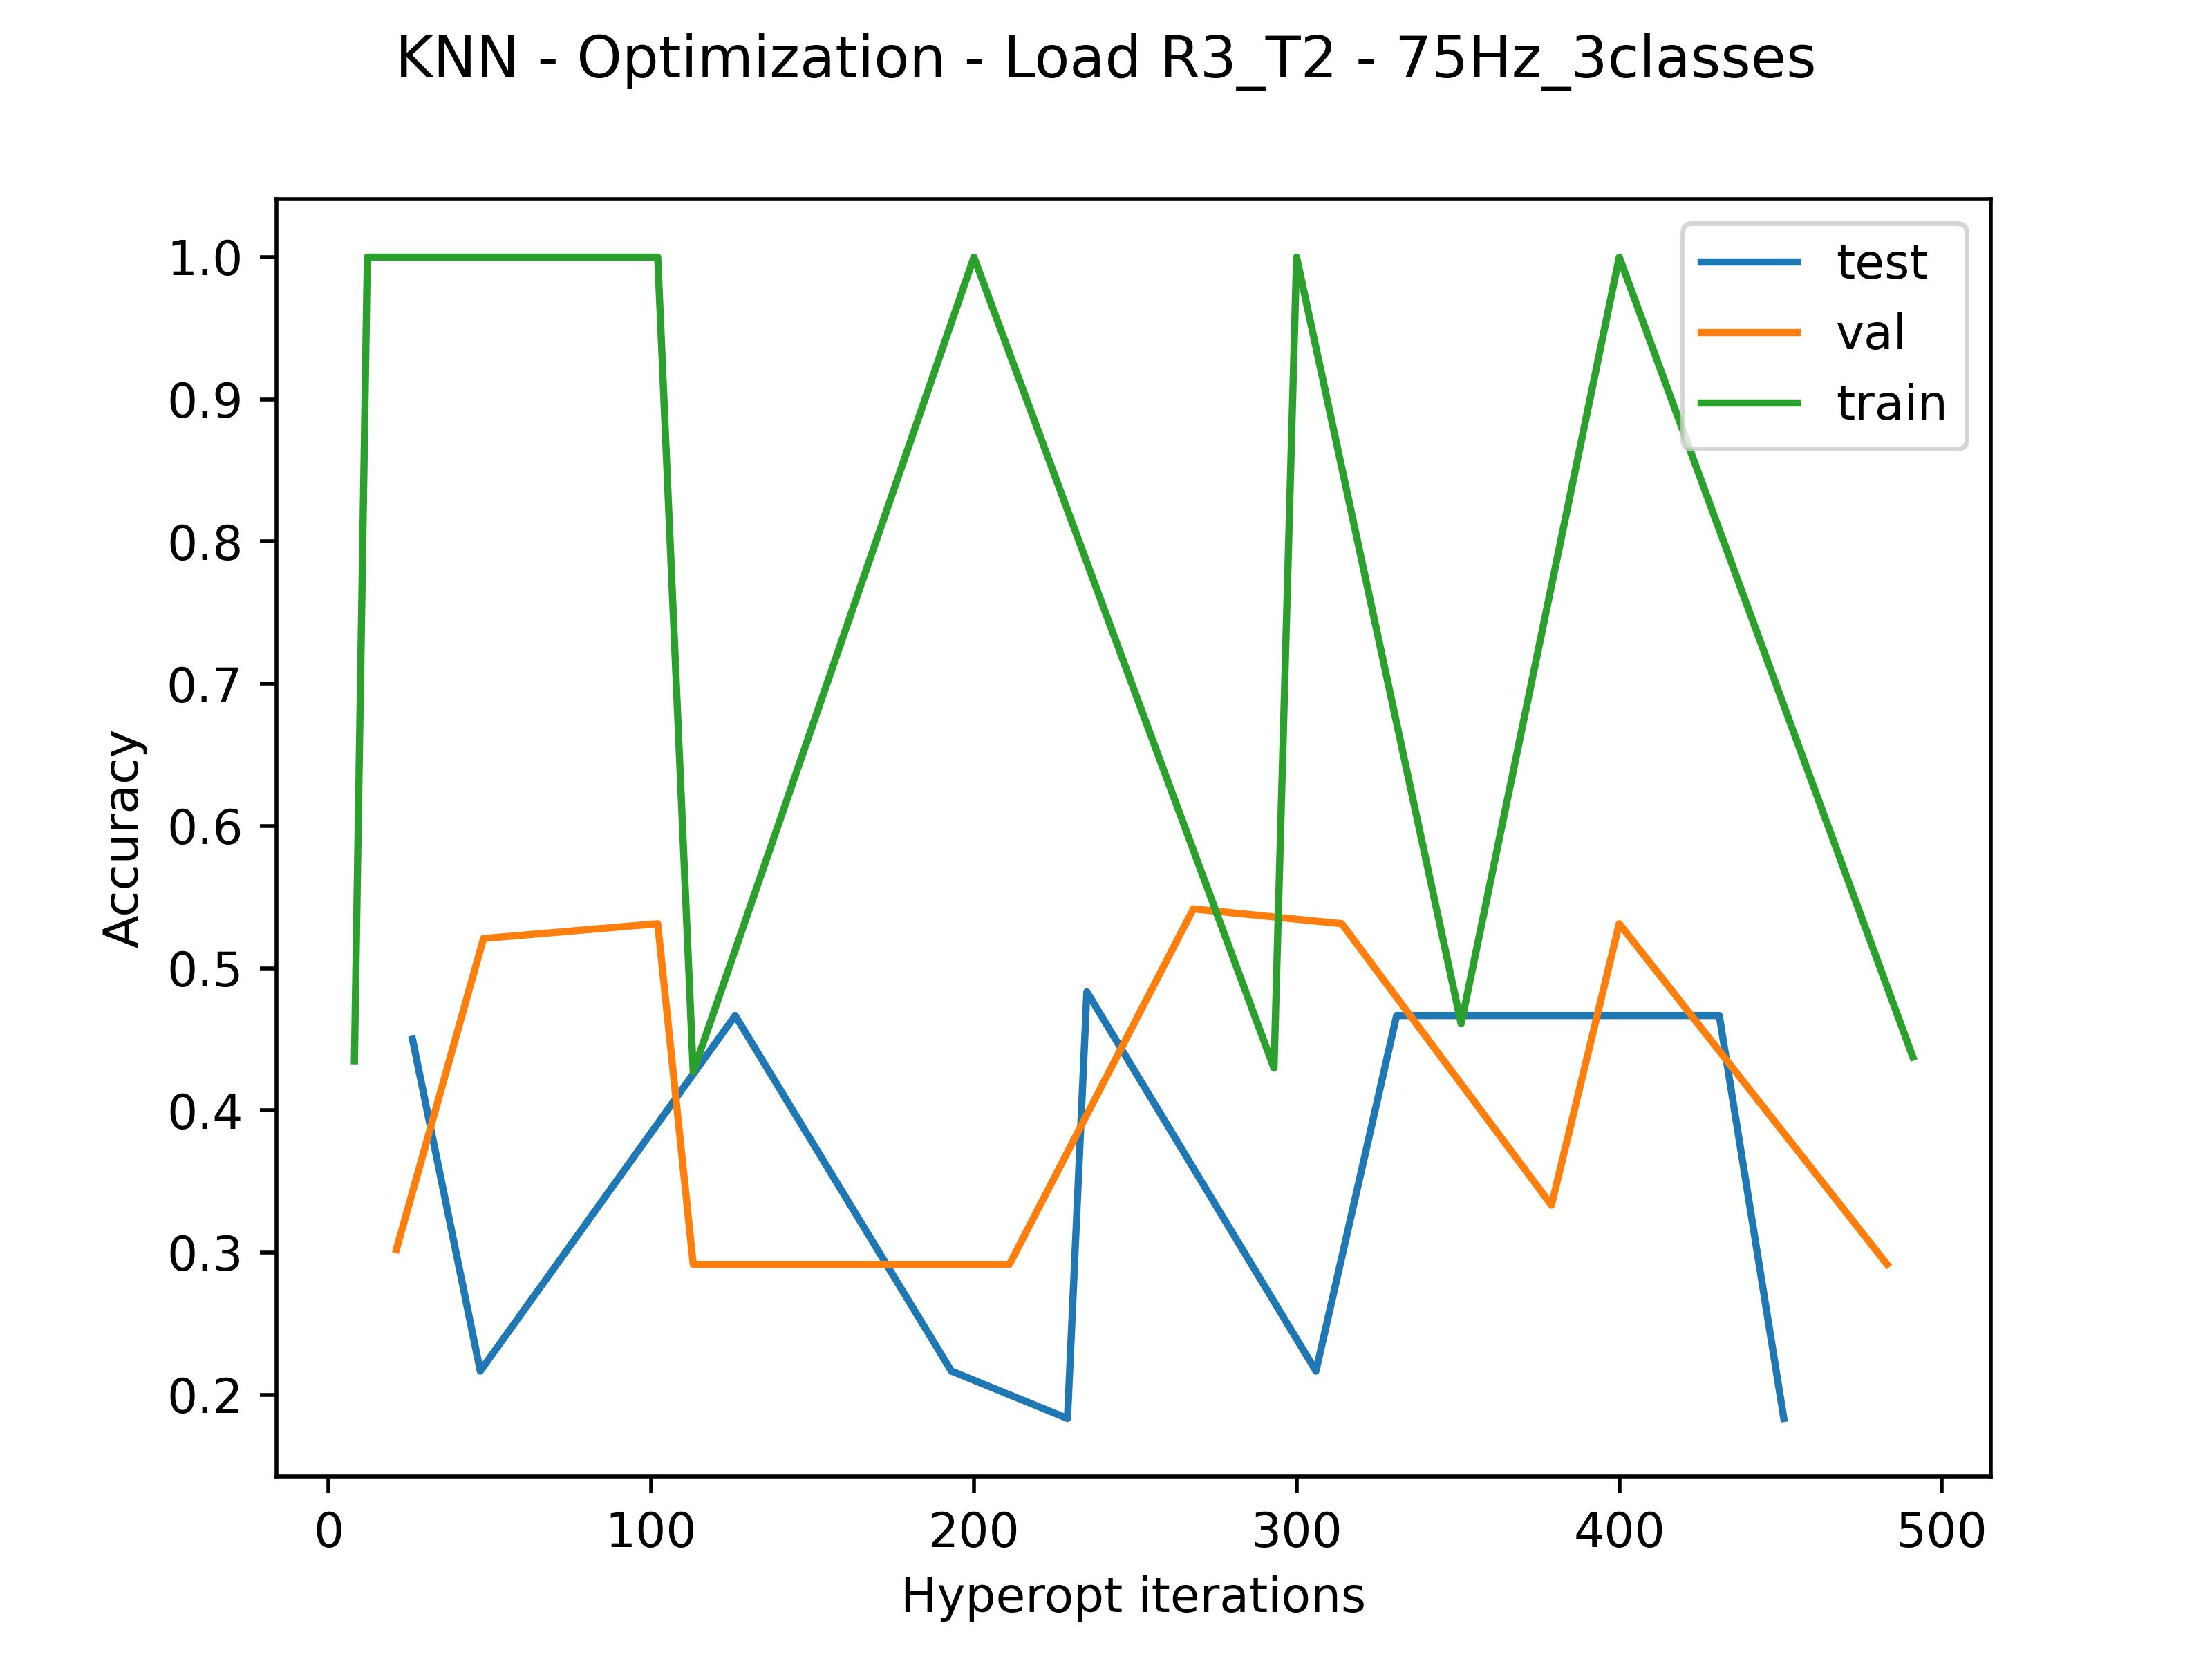 KNN - Optimization - Load R3_T2 - 75Hz_3classes
test
val
train
1.0
0.9
0.8
0.7
0.6
0.5
0.4
0.3
0.2
Accuracy
0 100 200 300 400 500
Hyperopt iterations